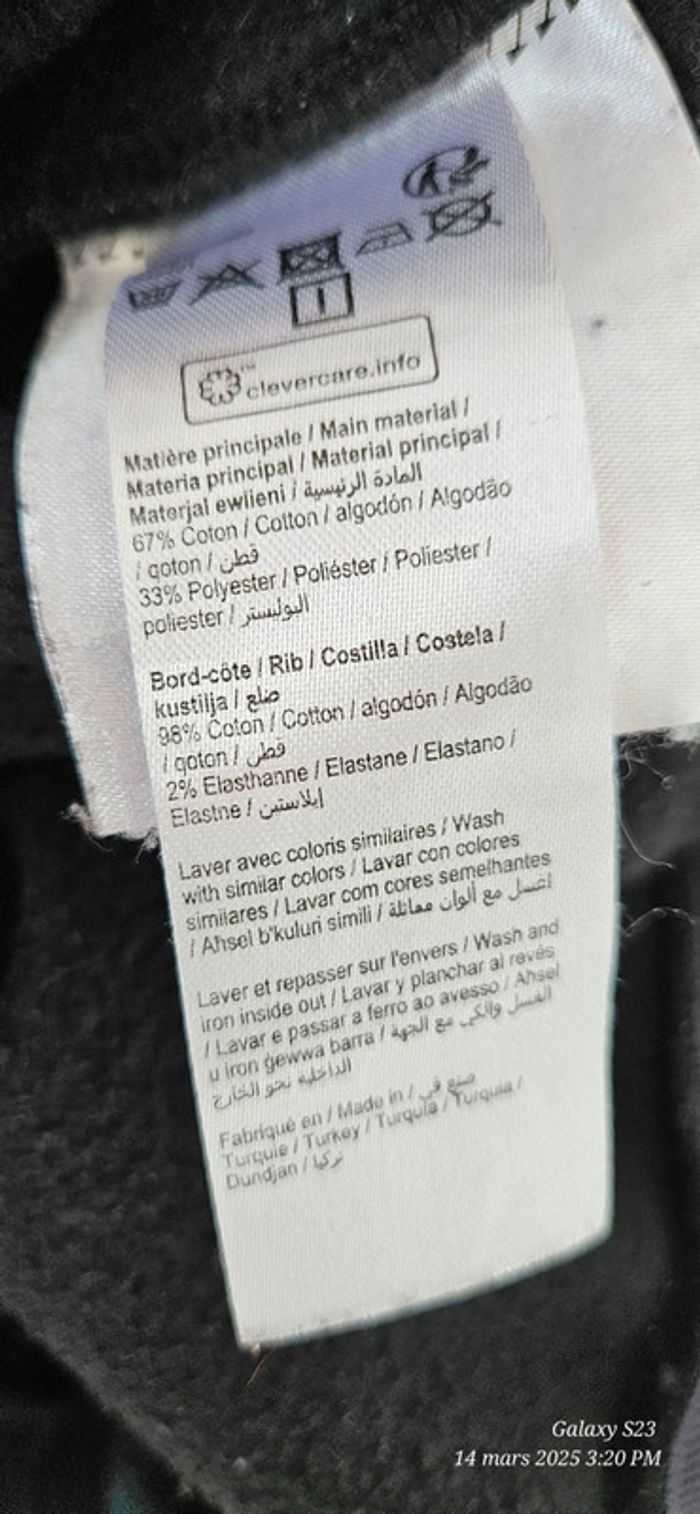 clevercare.info
Matière principale / Main material /
Materia principal / Material principal /
Materjal ewlieni / المادة الرئيسية
67% Coton / Cotton / algodón / Algodão
/ qoton / قطن
33% Polyester / Poliéster / Poliester /
poliester / البوليستر
Bord-côte / Rib / Costilla / Costela /
kustilja / ضلع
98% Coton / Cotton / algodón / Algodão
/ qoton / قطن
2% Elasthanne / Elastane / Elastano /
Elastne / إيلاستين
Laver avec coloris similaires / Wash
with similar colors / Lavar con colores
similares / Lavar com cores semelhantes
/ Aħsel b'kuluri simili / اغسل مع ألوان مماثلة
Laver et repasser sur l'envers / Wash and
iron inside out / Lavar y planchar al revés
/ Lavar e passar a ferro ao avesso / Aħsel
u iron ġewwa barra / الغسل والكي مع الجهة
الداخلية نحو الخارج
Fabriqué en / Made in / صنع في
Turquie / Turkey / Turquía / Turquia /
Dundjan / تركيا
Galaxy S23
14 mars 2025 3:20 PM